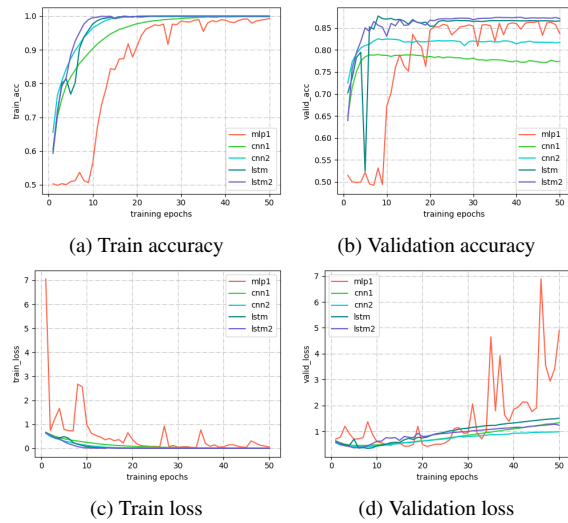 1.0
0.9
0.8
0.7
0.6
0.5
train_acc
0 10 20 30 40 50
training epochs
mlp1
cnn1
cnn2
lstm
lstm2
(a) Train accuracy
0.85
0.80
0.75
0.70
0.65
0.60
0.55
0.50
valid_acc
0 10 20 30 40 50
training epochs
mlp1
cnn1
cnn2
lstm
lstm2
(b) Validation accuracy
7
6
5
4
3
2
1
0
train_loss
0 10 20 30 40 50
training epochs
mlp1
cnn1
cnn2
lstm
lstm2
(c) Train loss
7
6
5
4
3
2
1
0
valid_loss
0 10 20 30 40 50
training epochs
mlp1
cnn1
cnn2
lstm
lstm2
(d) Validation loss